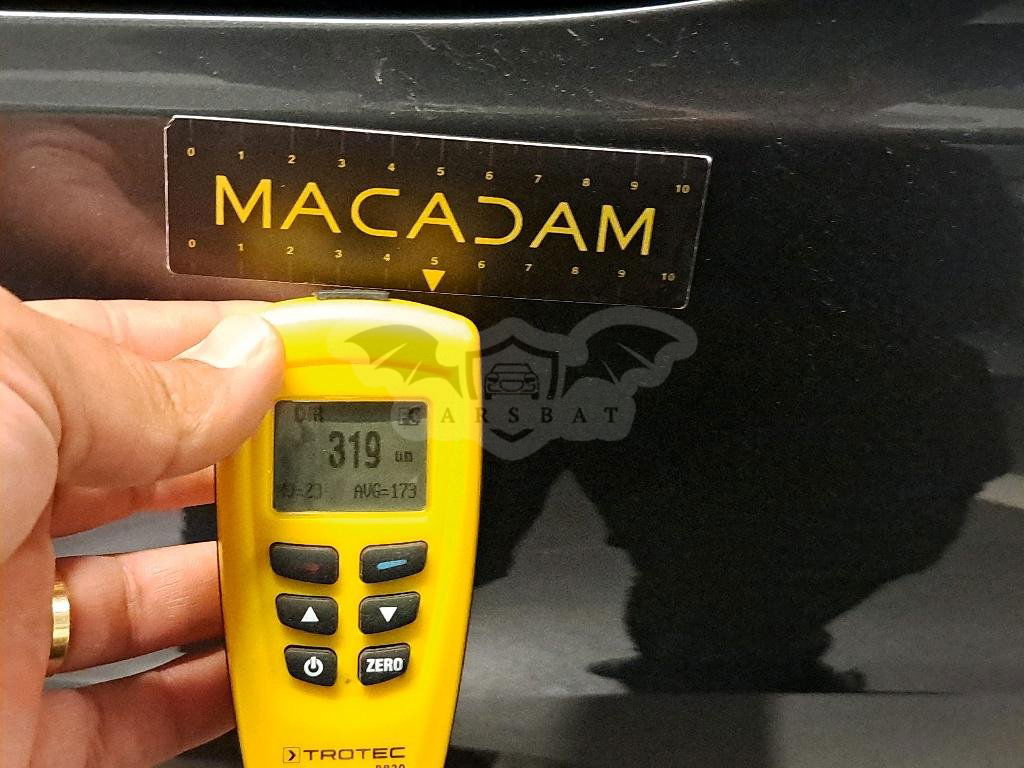 0 1 2 3 4 5 6 7 8 9 10
MACADAM
0 1 2 3 4 5 6 7 8 9 10
CARSBAT
319 um
AVG=173
ZERO
TROTEC